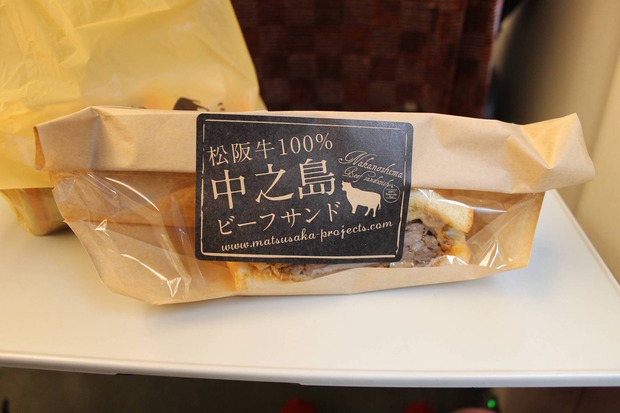 松阪牛100%
中之島
Nakanoshima
Beef sandwich
ビーフサンド
www.matsusaka-projects.com